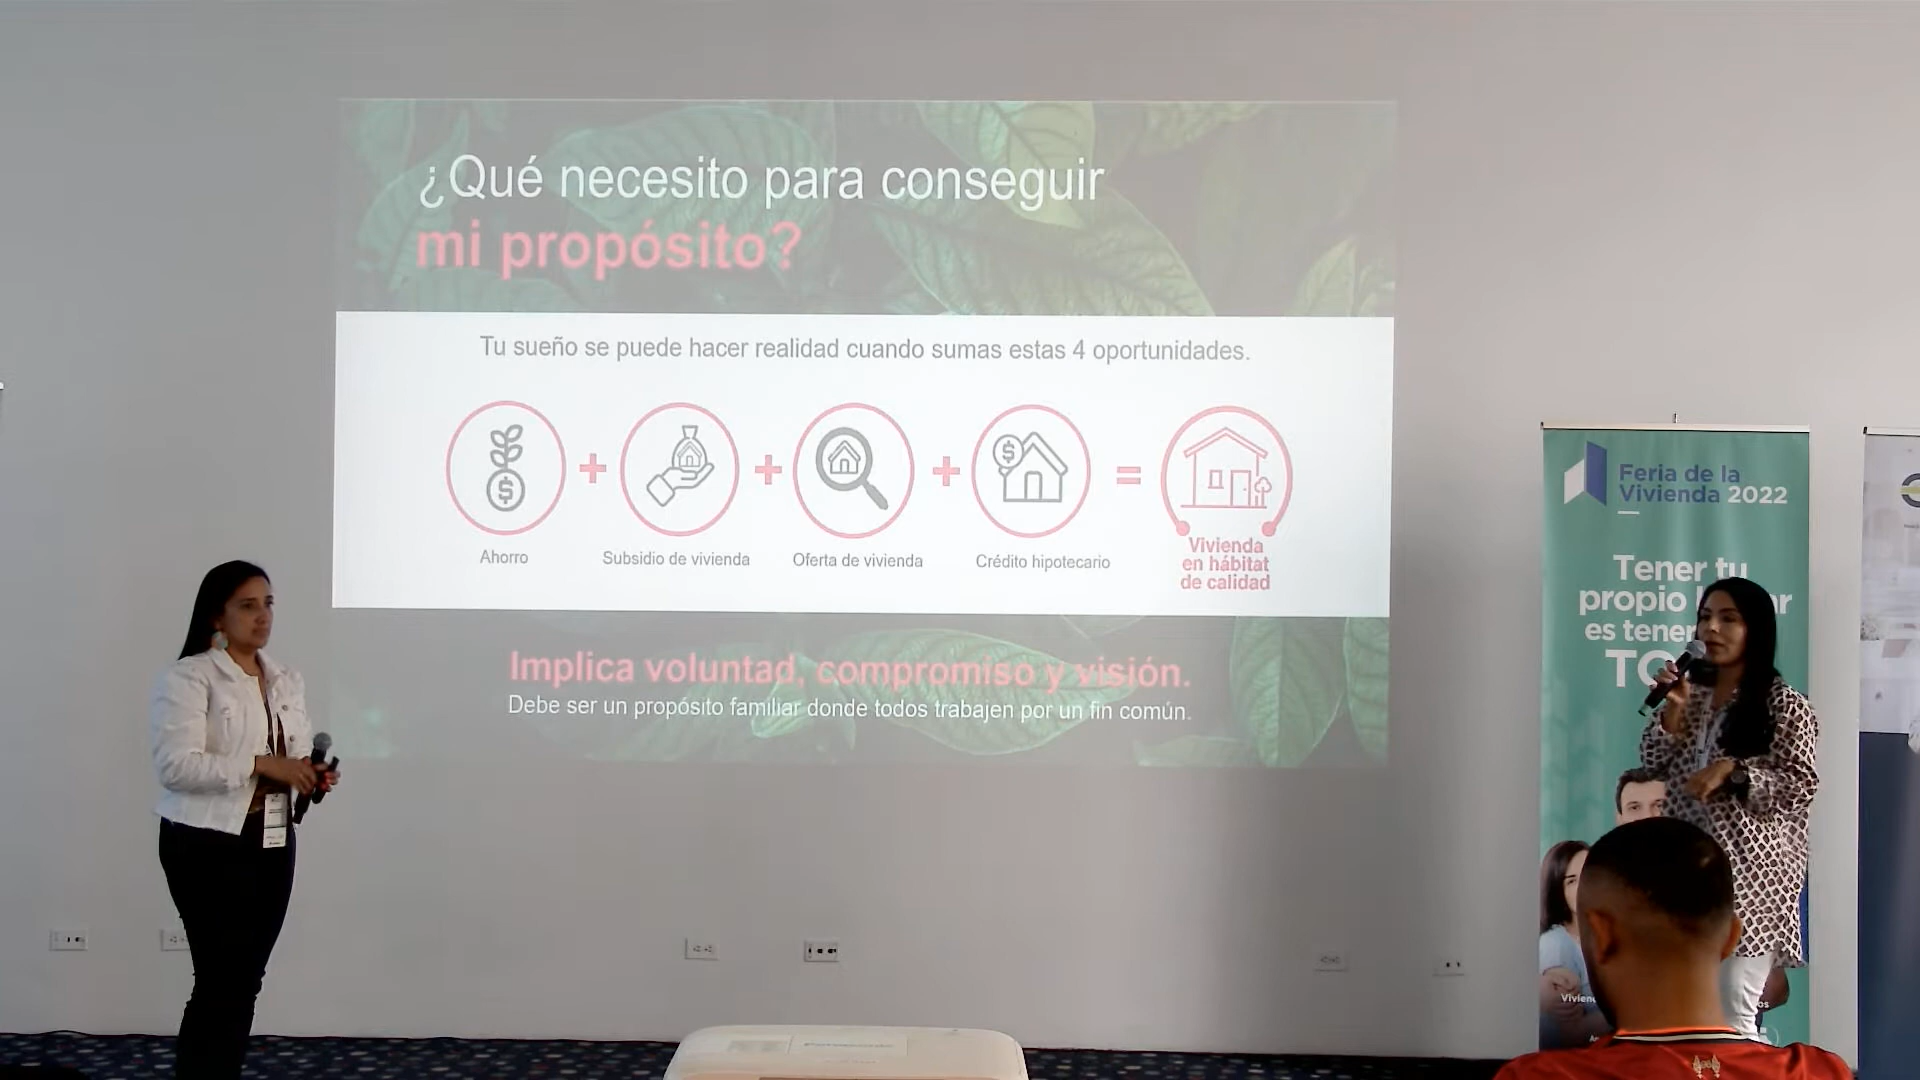 ¿Qué necesito para conseguir
mi propósito?
Tu sueño se puede hacer realidad cuando sumas estas 4 oportunidades.
Ahorro
Subsidio de vivienda
Oferta de vivienda
Crédito hipotecario
Vivienda
en hábitat
de calidad
Implica voluntad, compromiso y visión.
Debe ser un propósito familiar donde todos trabajen por un fin común.
Feria de la
Vivienda 2022
Tener tu
propio
es tener